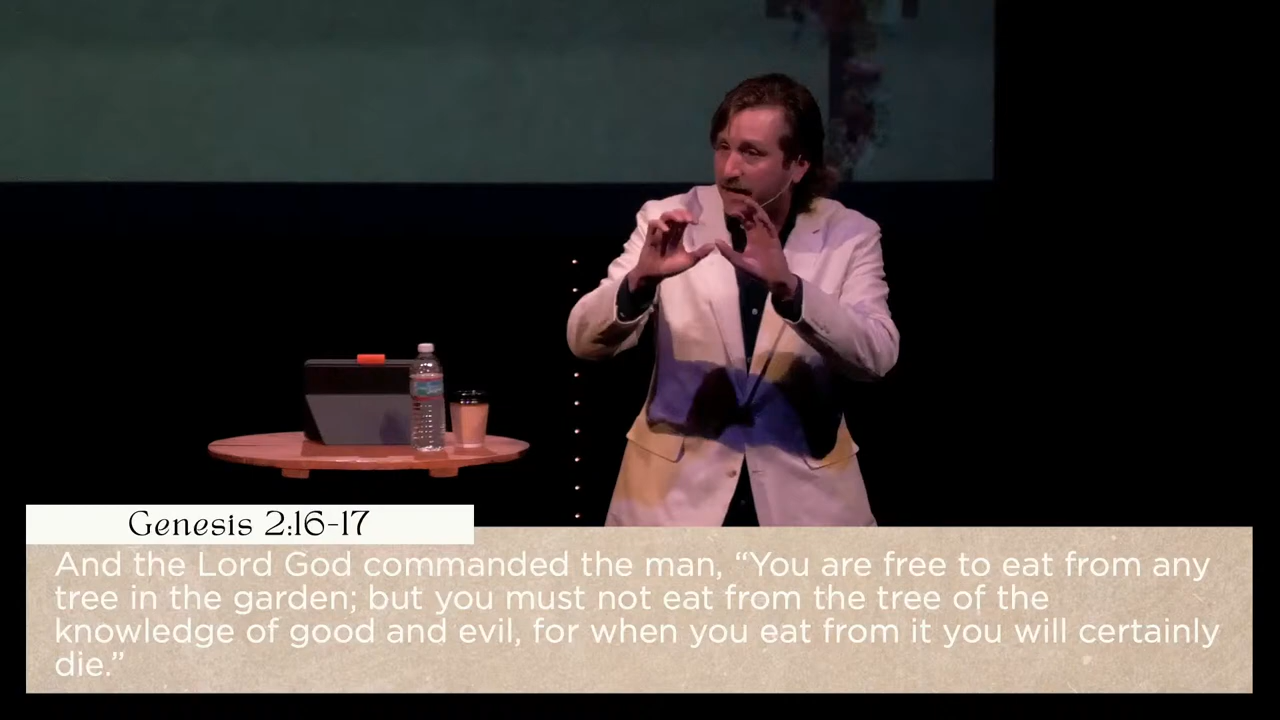 Genesis 2:16-17
And the Lord God commanded the man, “You are free to eat from any
tree in the garden; but you must not eat from the tree of the
knowledge of good and evil, for when you eat from it you will certainly
die.”